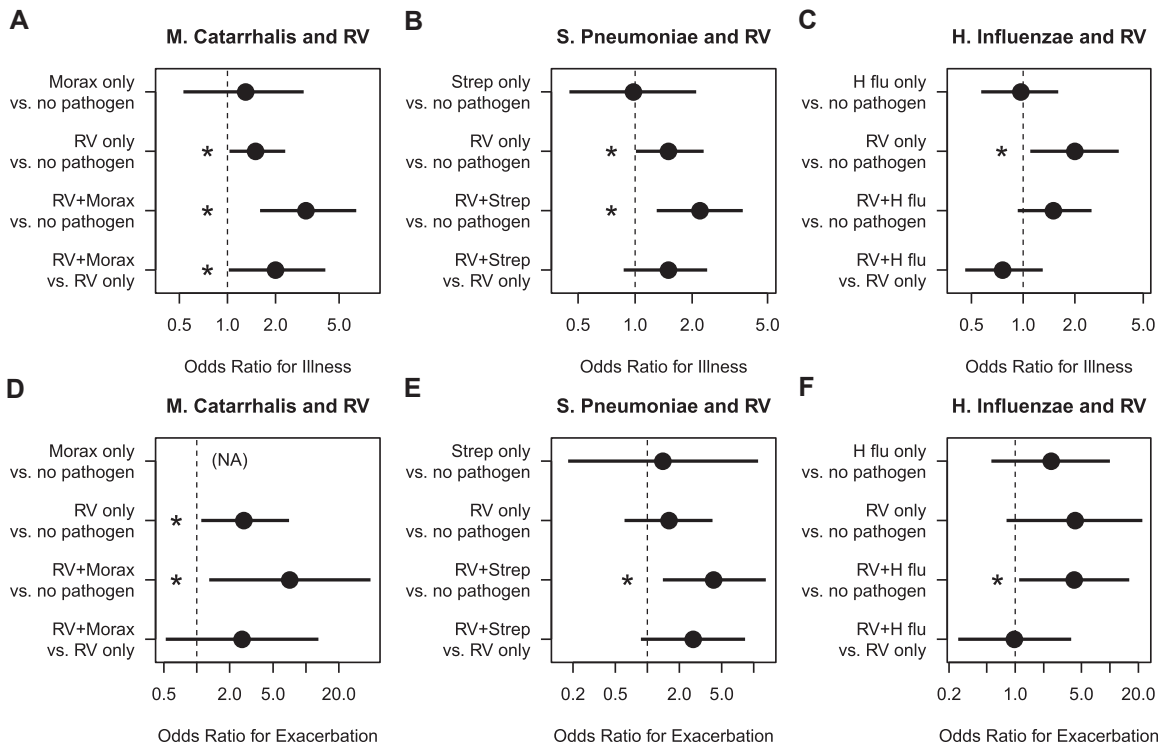 A
M. Catarrhalis and RV
Morax only
vs. no pathogen
RV only
vs. no pathogen
*
RV+Morax
vs. no pathogen
*
RV+Morax
vs. RV only
*
0.5 1.0 2.0 5.0
Odds Ratio for Illness
B
S. Pneumoniae and RV
Strep only
vs. no pathogen
RV only
vs. no pathogen
*
RV+Strep
vs. no pathogen
*
RV+Strep
vs. RV only
0.5 1.0 2.0 5.0
Odds Ratio for Illness
C
H. Influenzae and RV
H flu only
vs. no pathogen
RV only
vs. no pathogen
*
RV+H flu
vs. no pathogen
RV+H flu
vs. RV only
0.5 1.0 2.0 5.0
Odds Ratio for Illness
D
M. Catarrhalis and RV
Morax only
vs. no pathogen
(NA)
RV only
vs. no pathogen
*
RV+Morax
vs. no pathogen
*
RV+Morax
vs. RV only
0.5 2.0 5.0 20.0
Odds Ratio for Exacerbation
E
S. Pneumoniae and RV
Strep only
vs. no pathogen
RV only
vs. no pathogen
RV+Strep
vs. no pathogen
*
RV+Strep
vs. RV only
0.2 0.5 2.0 5.0
Odds Ratio for Exacerbation
F
H. Influenzae and RV
H flu only
vs. no pathogen
RV only
vs. no pathogen
RV+H flu
vs. no pathogen
*
RV+H flu
vs. RV only
0.2 1.0 5.0 20.0
Odds Ratio for Exacerbation